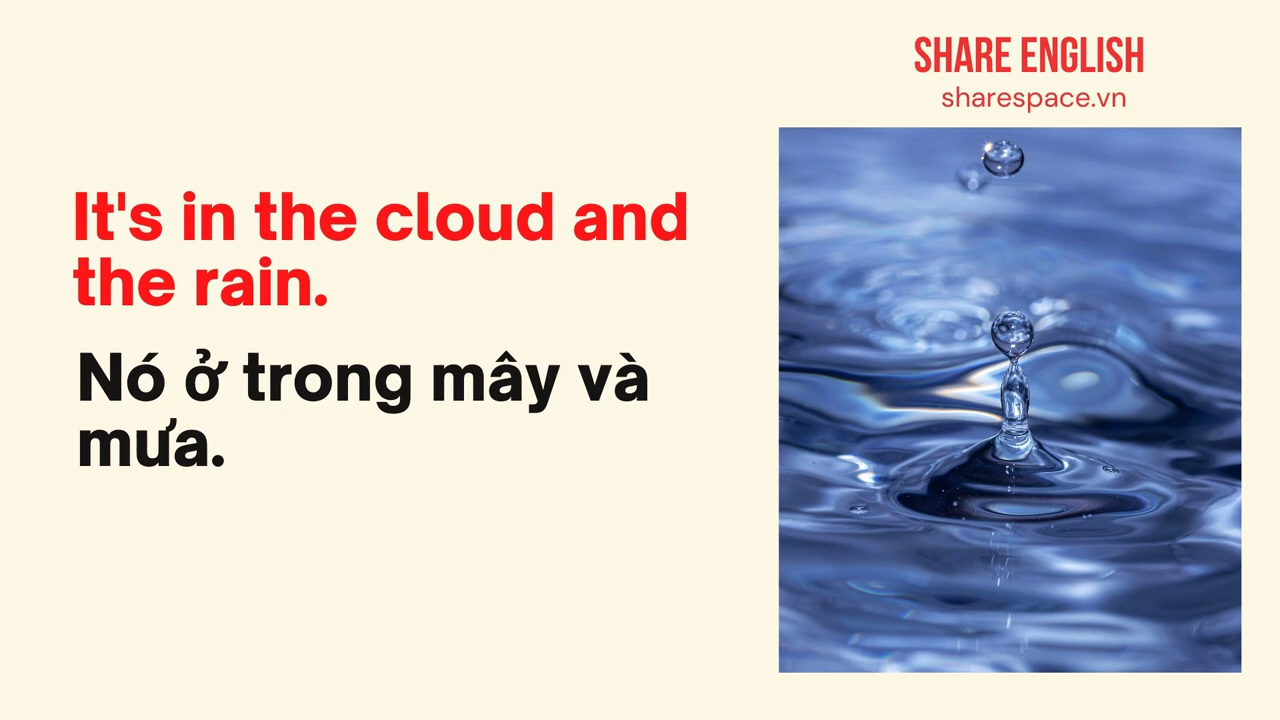 SHARE ENGLISH
sharespace.vn
It's in the cloud and
the rain.
Nó ở trong mây và
mưa.